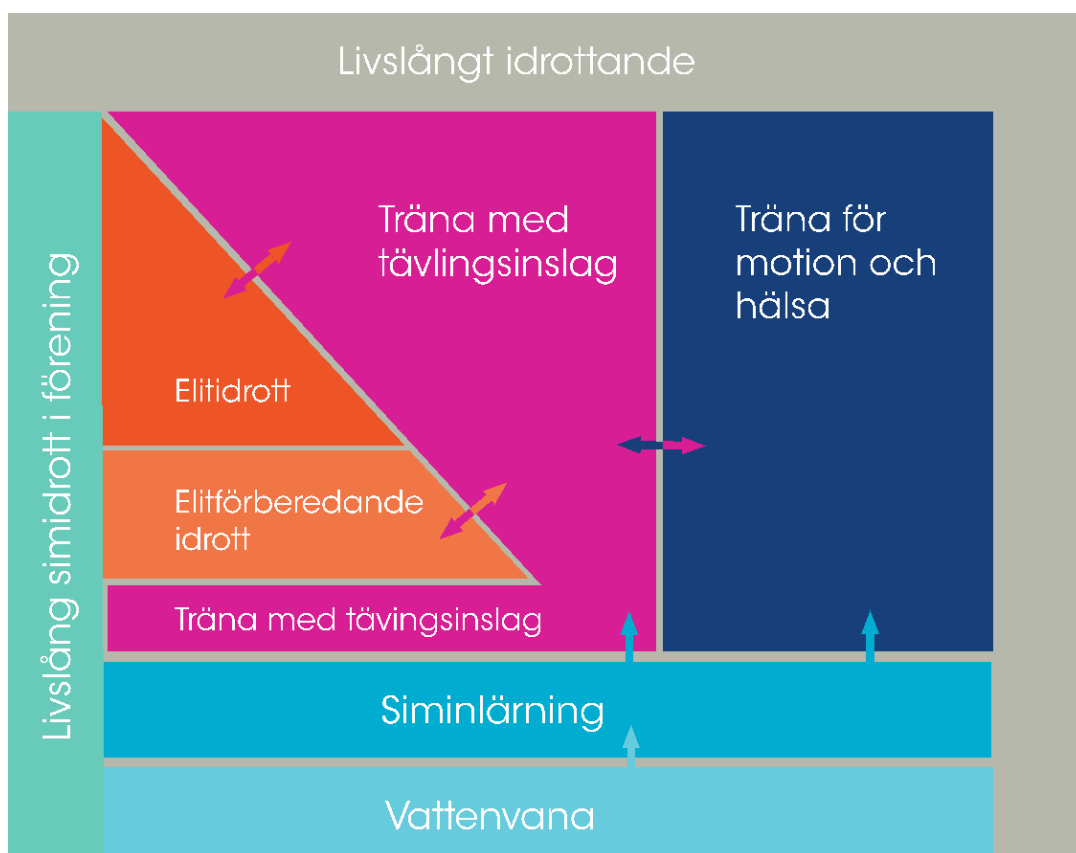 Livslångt idrottande
Livslång simidrott i förening
Träna med
tävlingsinslag
Träna för
motion och
hälsa
Elitidrott
Elitförberedande
idrott
Träna med tävingsinslag
Siminlärning
Vattenvana